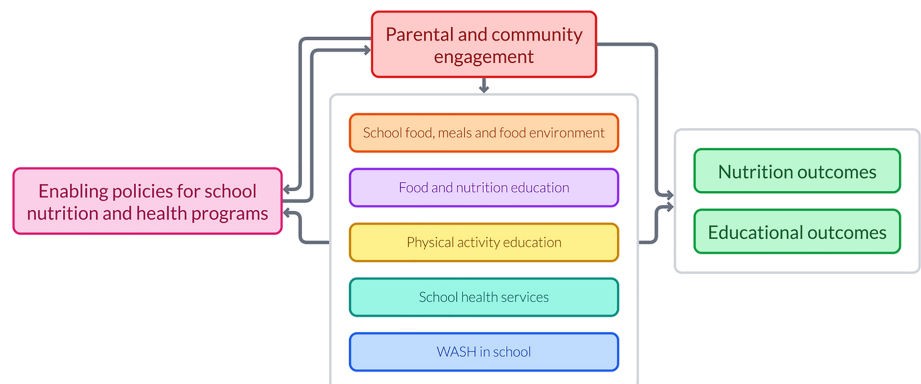 Parental and community
engagement
School food, meals and food environment
Food and nutrition education
Enabling policies for school
nutrition and health programs
Physical activity education
School health services
WASH in school
Nutrition outcomes
Educational outcomes